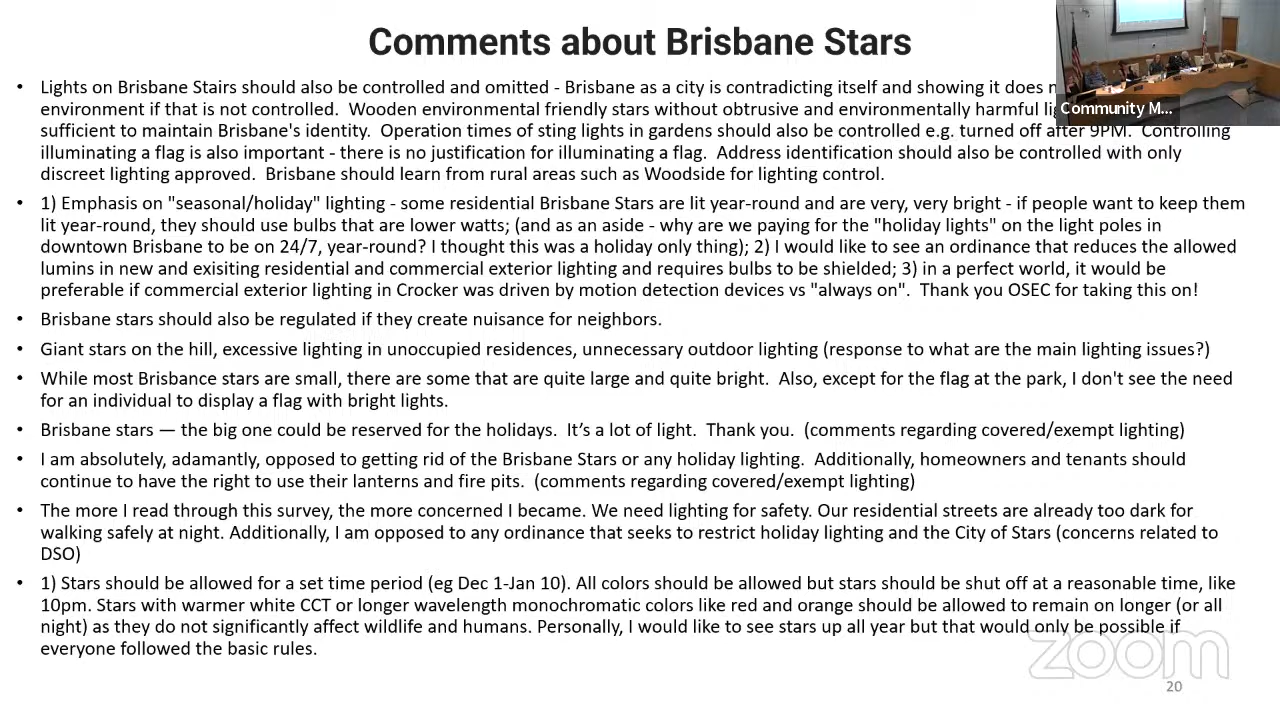 Comments about Brisbane Stars
• Lights on Brisbane Stairs should also be controlled and omitted - Brisbane as a city is contradicting itself and showing it does
environment if that is not controlled. Wooden environmental friendly stars without obtrusive and environmentally harmful
sufficient to maintain Brisbane's identity. Operation times of sting lights in gardens should also be controlled e.g. turned off after 9PM. Controlling
illuminating a flag is also important - there is no justification for illuminating a flag. Address identification should also be controlled with only
discreet lighting approved. Brisbane should learn from rural areas such as Woodside for lighting control.
• 1) Emphasis on "seasonal/holiday" lighting - some residential Brisbane Stars are lit year-round and are very, very bright - if people want to keep them
lit year-round, they should use bulbs that are lower watts; (and as an aside - why are we paying for the "holiday lights" on the light poles in
downtown Brisbane to be on 24/7, year-round? I thought this was a holiday only thing); 2) I would like to see an ordinance that reduces the allowed
lumins in new and exisiting residential and commercial exterior lighting and requires bulbs to be shielded; 3) in a perfect world, it would be
preferable if commercial exterior lighting in Crocker was driven by motion detection devices vs "always on". Thank you OSEC for taking this on!
• Brisbane stars should also be regulated if they create nuisance for neighbors.
• Giant stars on the hill, excessive lighting in unoccupied residences, unnecessary outdoor lighting (response to what are the main lighting issues?)
• While most Brisbance stars are small, there are some that are quite large and quite bright. Also, except for the flag at the park, I don't see the need
for an individual to display a flag with bright lights.
• Brisbane stars — the big one could be reserved for the holidays. It's a lot of light. Thank you. (comments regarding covered/exempt lighting)
• I am absolutely, adamantly, opposed to getting rid of the Brisbane Stars or any holiday lighting. Additionally, homeowners and tenants should
continue to have the right to use their lanterns and fire pits. (comments regarding covered/exempt lighting)
• The more I read through this survey, the more concerned I became. We need lighting for safety. Our residential streets are already too dark for
walking safely at night. Additionally, I am opposed to any ordinance that seeks to restrict holiday lighting and the City of Stars (concerns related to
DSO)
• 1) Stars should be allowed for a set time period (eg Dec 1-Jan 10). All colors should be allowed but stars should be shut off at a reasonable time, like
10pm. Stars with warmer white CCT or longer wavelength monochromatic colors like red and orange should be allowed to remain on longer (or all
night) as they do not significantly affect wildlife and humans. Personally, I would like to see stars up all year but that would only be possible if
everyone followed the basic rules.
Community M...
zoom
20